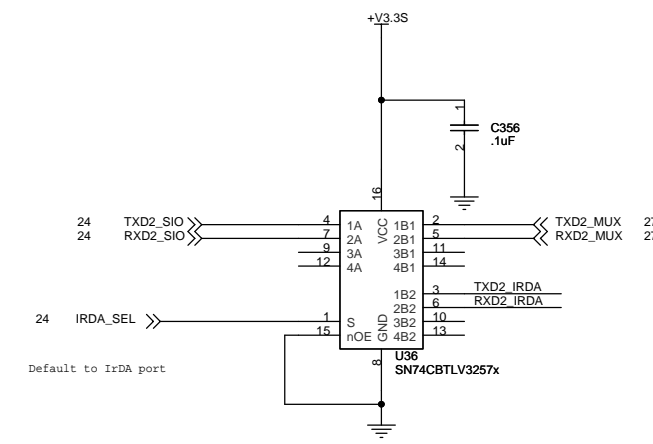 +V3.3S
1
C356
.1uF
2
16
24 TXD2_SIO 4 1A VCC 1B1 2 TXD2_MUX 27
24 RXD2_SIO 7 2A 2B1 5 RXD2_MUX 27
9 3B1 11
12 3A 4B1 14
4A
1B2 3 TXD2_IRDA
2B2 6 RXD2_IRDA
24 IRDA_SEL 1 S GND 3B2 10
15 nOE 4B2 13
8
U36
SN74CBTLV3257x
Default to IrDA port